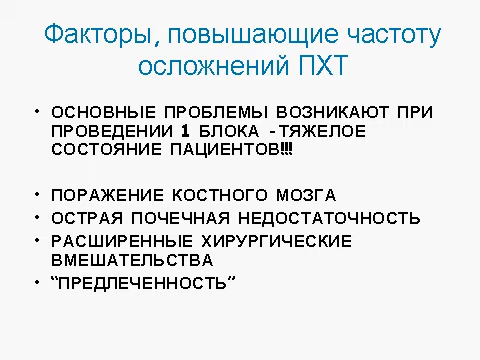 Факторы, повышающие частоту
осложнений ПХТ
• ОСНОВНЫЕ ПРОБЛЕМЫ ВОЗНИКАЮТ ПРИ
ПРОВЕДЕНИИ 1 БЛОКА - ТЯЖЕЛОЕ
СОСТОЯНИЕ ПАЦИЕНТОВ!!!
• ПОРАЖЕНИЕ КОСТНОГО МОЗГА
• ОСТРАЯ ПОЧЕЧНАЯ НЕДОСТАТОЧНОСТЬ
• РАСШИРЕННЫЕ ХИРУРГИЧЕСКИЕ
ВМЕШАТЕЛЬСТВА
• “ПРЕДЛЕЧЕННОСТЬ”